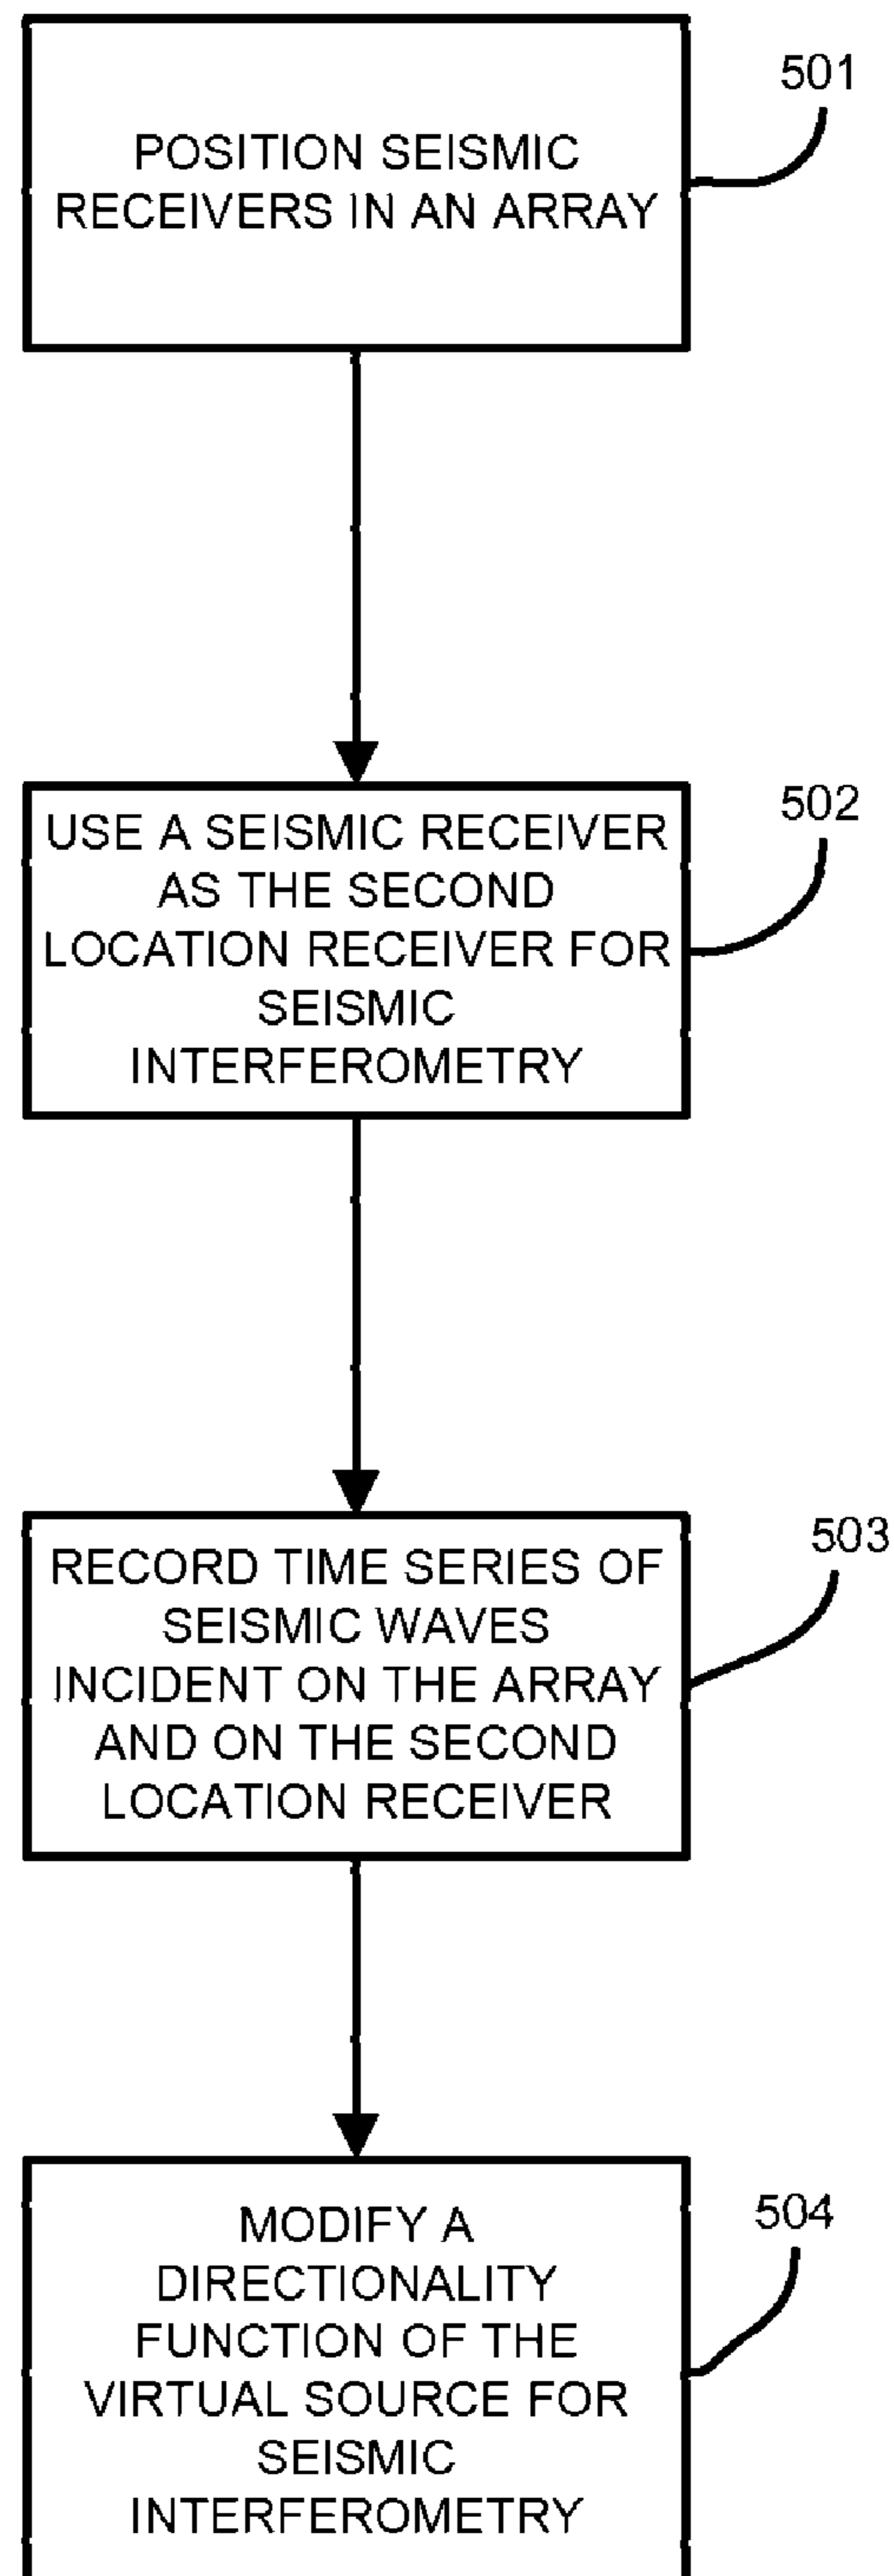 501
POSITION SEISMIC
RECEIVERS IN AN ARRAY
502
USE A SEISMIC RECEIVER
AS THE SECOND
LOCATION RECEIVER FOR
SEISMIC
INTERFEROMETRY
503
RECORD TIME SERIES OF
SEISMIC WAVES
INCIDENT ON THE ARRAY
AND ON THE SECOND
LOCATION RECEIVER
504
MODIFY A
DIRECTIONALITY
FUNCTION OF THE
VIRTUAL SOURCE FOR
SEISMIC
INTERFEROMETRY